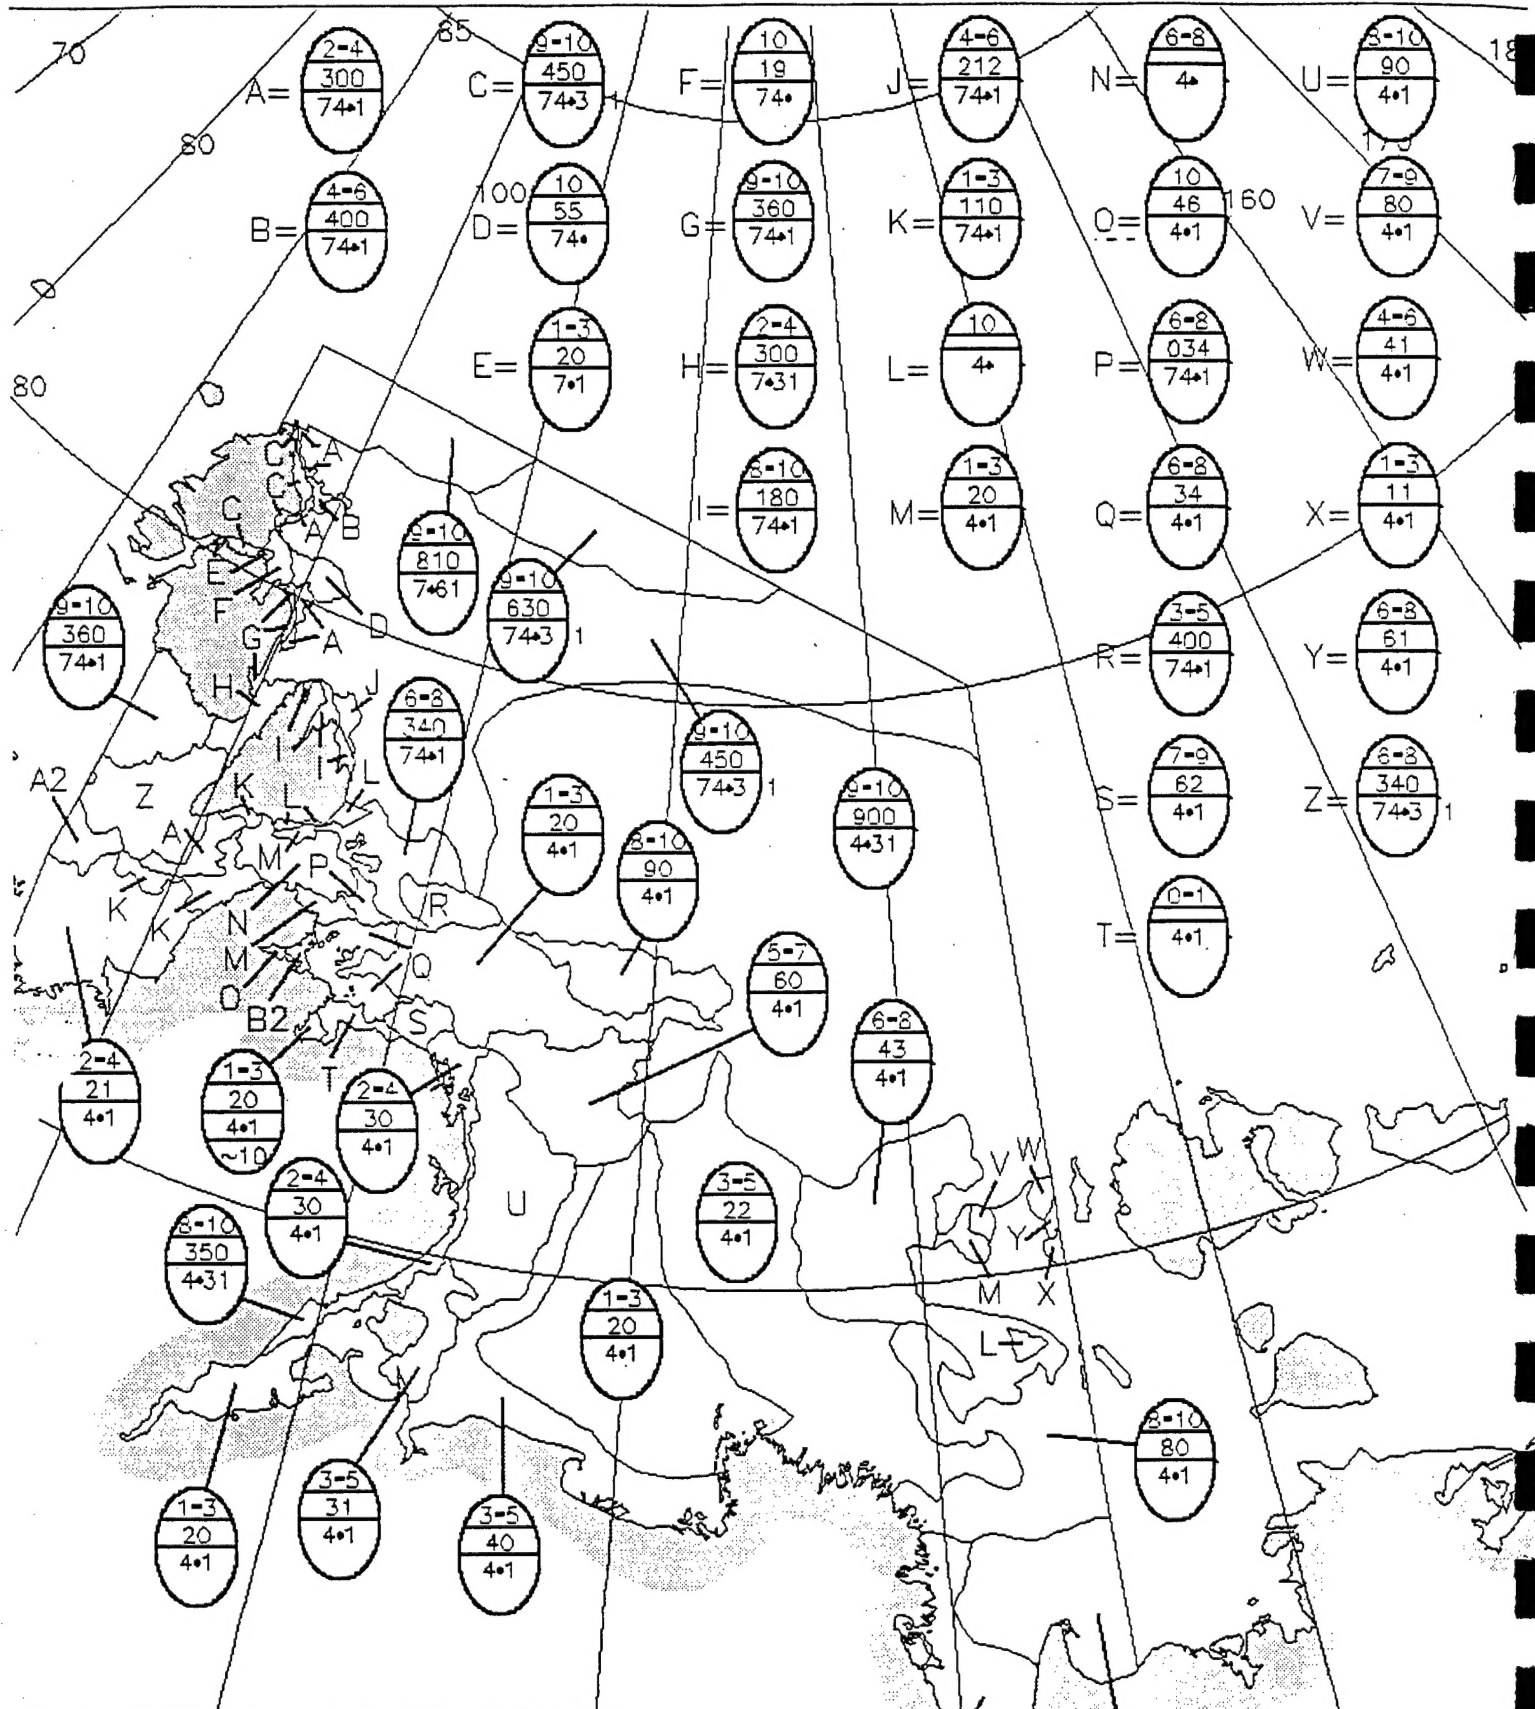 70
85
18
A=
2-4
300
74•1
C=
9-10
450
74•3
F=
10
19
74•
J=
4-6
212
74•1
N=
6-8
4•
U=
8-10
90
4•1
80
B=
4-6
400
74•1
100
D=
10
55
74•
G=
9-10
360
74•1
K=
1-3
110
74•1
O=
10
46
4•1
160
V=
7-9
80
4•1
E=
1-3
20
7•1
H=
2-4
300
7•31
L=
10
4•
P=
6-8
034
74•1
W=
4-6
41
4•1
80
I=
8-10
180
74•1
M=
1-3
20
4•1
Q=
6-8
34
4•1
X=
1-3
11
4•1
R=
3-5
400
74•1
Y=
6-8
61
4•1
S=
7-9
62
4•1
Z=
6-8
340
74•3 1
T=
0-1
4•1
C
A
C
C
A
B
E
F
G
A
D
H
J
I
I
K
L
L
A2
Z
A
M
P
K
K
N
R
M
O
Q
B2
S
T
U
9-10
360
74•1
9-10
810
7•61
9-10
630
74•3 1
6-8
340
74•1
9-10
450
74•3 1
1-3
20
4•1
8-10
90
4•1
9-10
900
4•31
5-7
60
4•1
6-8
43
4•1
2-4
21
4•1
1-3
20
4•1
~10
2-4
30
4•1
2-4
30
4•1
8-10
350
4•31
3-5
22
4•1
V
W
Y
M
X
L
1-3
20
4•1
8-10
80
4•1
1-3
20
4•1
3-5
31
4•1
3-5
40
4•1